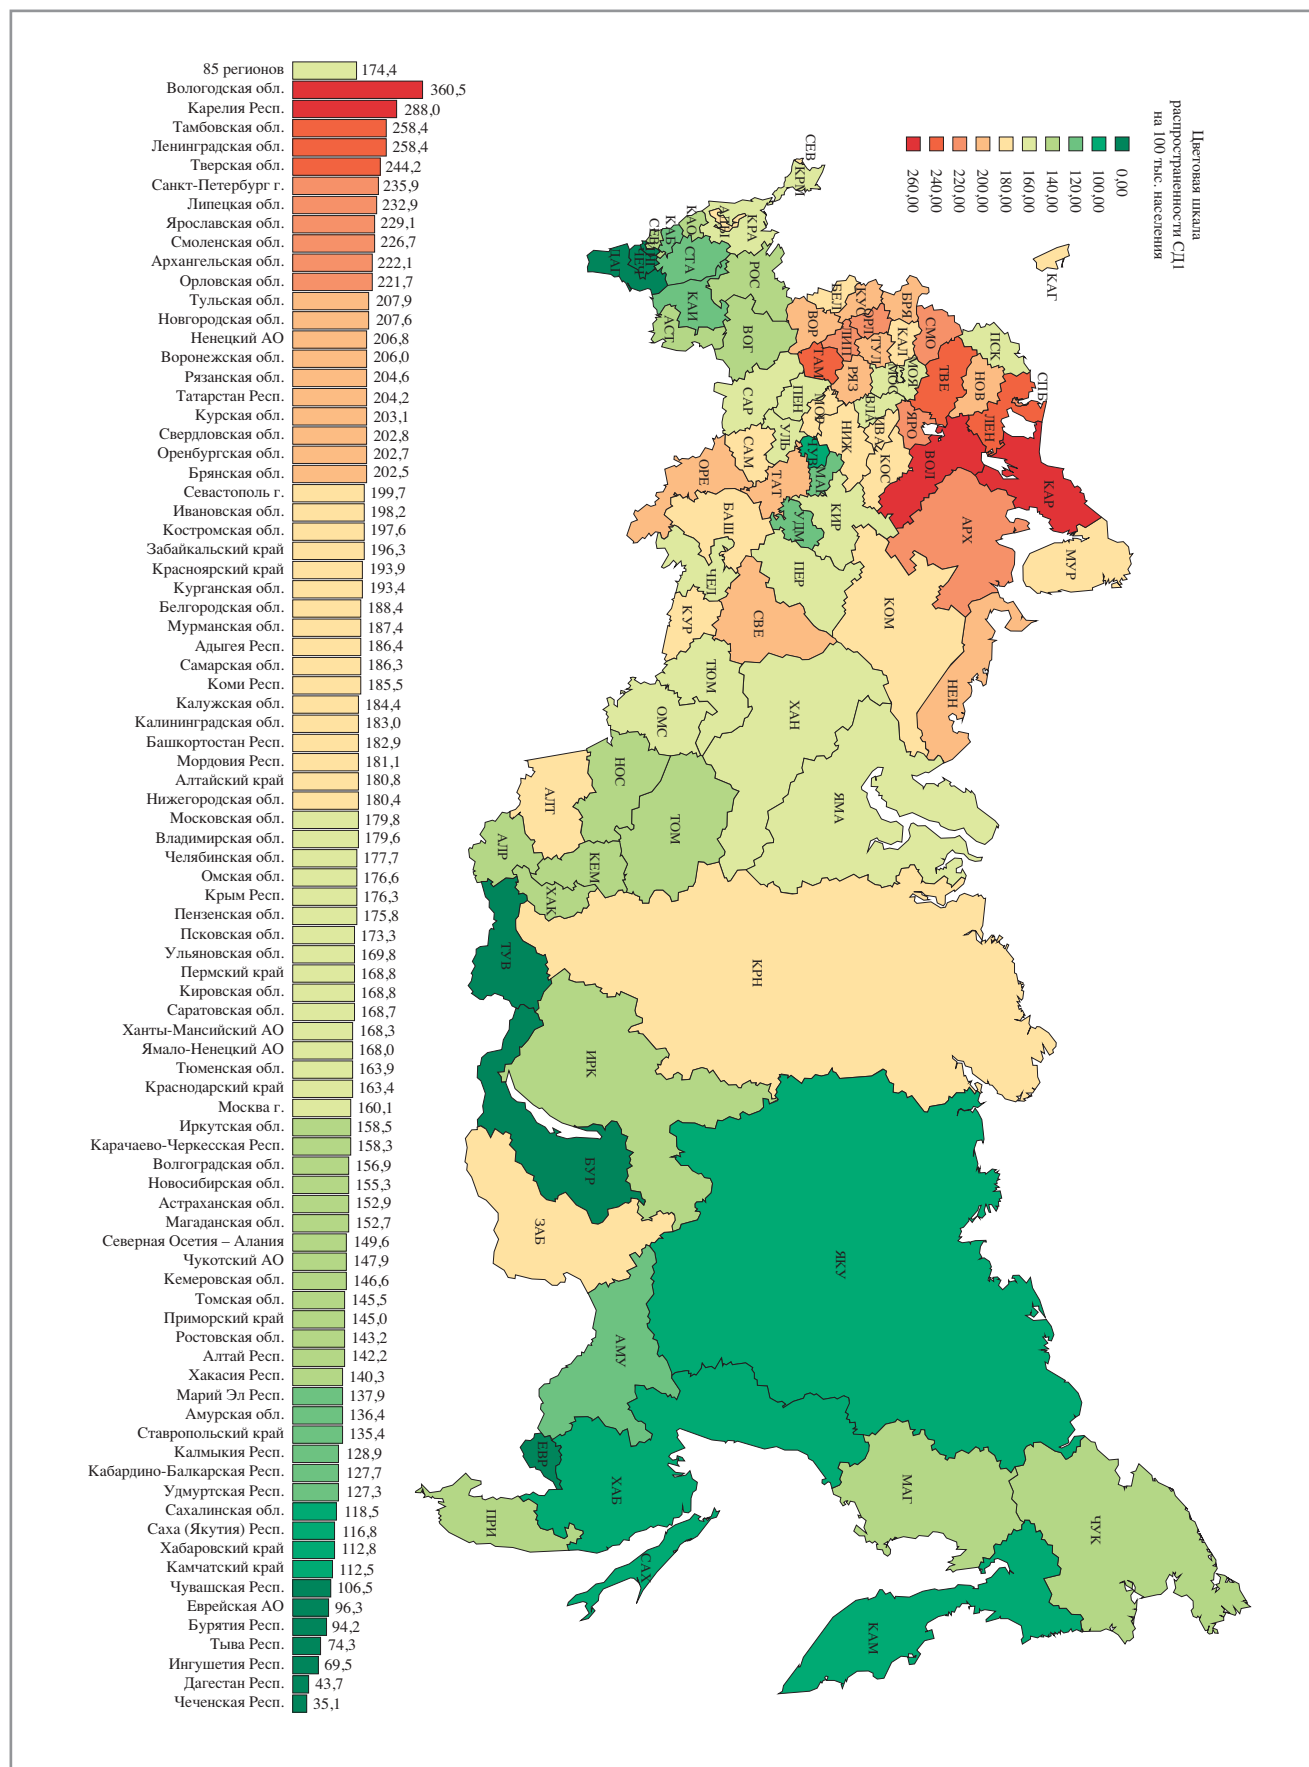 85 регионов 174,4
Вологодская обл. 360,5
Карелия Респ. 288,0
Тамбовская обл. 258,4
Ленинградская обл. 258,4
Тверская обл. 244,2
Санкт-Петербург г. 235,9
Липецкая обл. 232,9
Ярославская обл. 229,1
Смоленская обл. 226,7
Архангельская обл. 222,1
Орловская обл. 221,7
Тульская обл. 207,9
Новгородская обл. 207,6
Ненецкий АО 206,8
Воронежская обл. 206,0
Рязанская обл. 204,6
Татарстан Респ. 204,2
Курская обл. 203,1
Свердловская обл. 202,8
Оренбургская обл. 202,7
Брянская обл. 202,5
Севастополь г. 199,7
Ивановская обл. 198,2
Костромская обл. 197,6
Забайкальский край 196,3
Красноярский край 193,9
Курганская обл. 193,4
Белгородская обл. 188,4
Мурманская обл. 187,4
Адыгея Респ. 186,4
Самарская обл. 186,3
Коми Респ. 185,5
Калужская обл. 184,4
Калининградская обл. 183,0
Башкортостан Респ. 182,9
Мордовия Респ. 181,1
Алтайский край 180,8
Нижегородская обл. 180,4
Московская обл. 179,8
Владимирская обл. 179,6
Челябинская обл. 177,7
Омская обл. 176,6
Крым Респ. 176,3
Пензенская обл. 175,8
Псковская обл. 173,3
Ульяновская обл. 169,8
Пермский край 168,8
Кировская обл. 168,8
Саратовская обл. 168,7
Ханты-Мансийский АО 168,3
Ямало-Ненецкий АО 168,0
Тюменская обл. 163,9
Краснодарский край 163,4
Москва г. 160,1
Иркутская обл. 158,5
Карачаево-Черкесская Респ. 158,3
Волгоградская обл. 156,9
Новосибирская обл. 155,3
Астраханская обл. 152,9
Магаданская обл. 152,7
Северная Осетия – Алания 149,6
Чукотский АО 147,9
Кемеровская обл. 146,6
Томская обл. 145,5
Приморский край 145,0
Ростовская обл. 143,2
Алтай Респ. 142,2
Хакасия Респ. 140,3
Марий Эл Респ. 137,9
Амурская обл. 136,4
Ставропольский край 135,4
Калмыкия Респ. 128,9
Кабардино-Балкарская Респ. 127,7
Удмуртская Респ. 127,3
Сахалинская обл. 118,5
Саха (Якутия) Респ. 116,8
Хабаровский край 112,8
Камчатский край 112,5
Чувашская Респ. 106,5
Еврейская АО 96,3
Бурятия Респ. 94,2
Тыва Респ. 74,3
Ингушетия Респ. 69,5
Дагестан Респ. 43,7
Чеченская Респ. 35,1
Цветовая шкала
распространенности СД1
на 100 тыс. населения
0,00
100,00
120,00
140,00
160,00
180,00
200,00
220,00
240,00
260,00
СЕВ
КРМ
КРА
КАО
СТА
ДАГ
КАИ
АСТ
РОС
ВОГ
КАГ
БЕЛ
ВОР
БРЯ
СМО
КАЛ
ТУЛ
ЛИП
ТАМ
РЯЗ
МОС
ПСК
СПБ
НОВ
ТВЕ
ЛЕН
ЯРО
ВОЛ
КАР
МУР
АРХ
ВЛА
ИВА
КОС
НИЖ
МОР
ПЕН
САР
УЛЬ
САМ
ТАТ
ЧУВ
МАР
УДМ
КИР
ОРЕ
БАШ
ПЕР
ЧЕЛ
КУР
СВЕ
КОМ
НЕН
ТЮМ
ОМС
ХАН
ЯМА
НОС
ТОМ
АЛТ
АЛР
КЕМ
ХАК
ТУВ
КРН
ИРК
БУР
ЗАБ
ЯКУ
АМУ
ЕВР
ХАБ
ПРИ
САХ
МАГ
ЧУК
КАМ